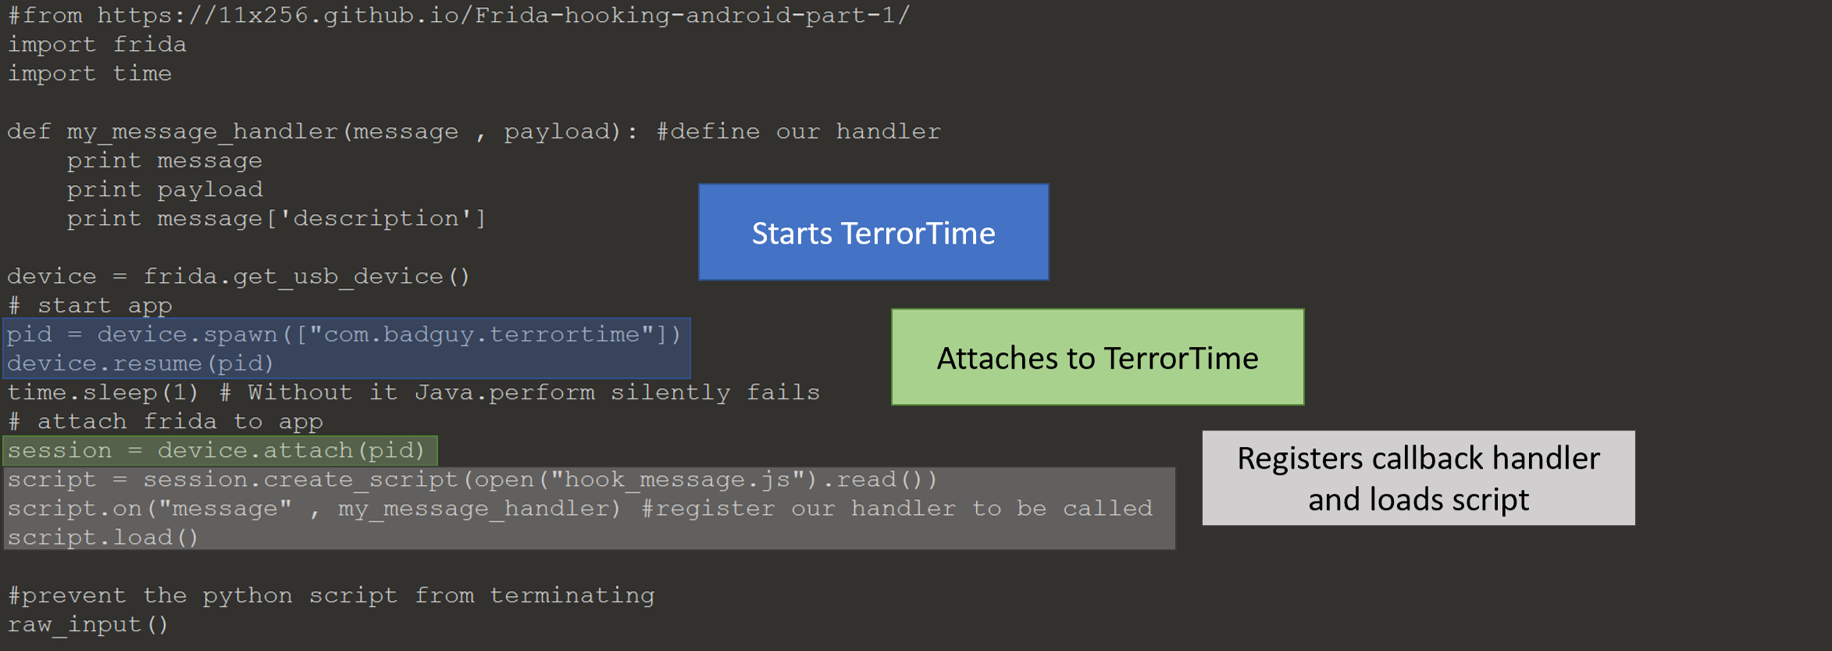 #from https://11x256.github.io/Frida-hooking-android-part-1/
import frida
import time
def my_message_handler(message , payload): #define our handler
    print message
    print payload
    print message['description']
Starts TerrorTime
device = frida.get_usb_device()
# start app
pid = device.spawn(["com.badguy.terrortime"])
device.resume(pid)
Attaches to TerrorTime
time.sleep(1) # Without it Java.perform silently fails
# attach frida to app
session = device.attach(pid)
script = session.create_script(open("hook_message.js").read())
script.on("message" , my_message_handler) #register our handler to be called
script.load()
Registers callback handler
and loads script
#prevent the python script from terminating
raw_input()